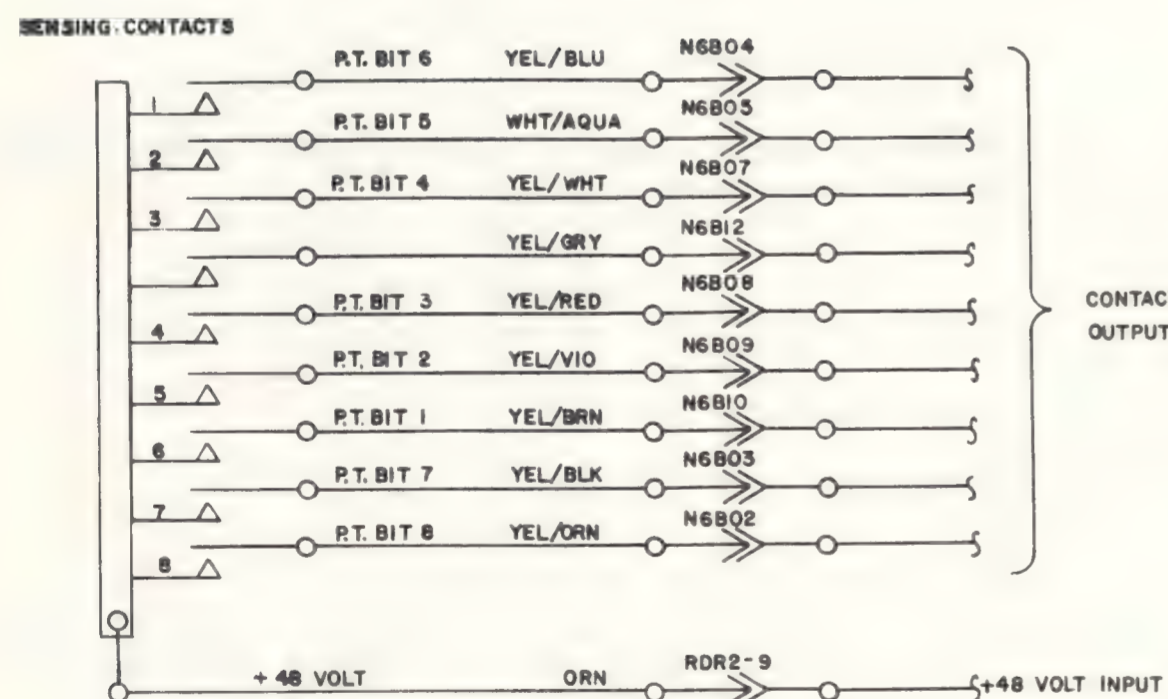 SENSING CONTACTS
P.T. BIT 6 YEL/BLU N6B04
1
P.T. BIT 5 WHT/AQUA N6B05
2
P.T. BIT 4 YEL/WHT N6B07
3
YEL/GRY N6B12
P.T. BIT 3 YEL/RED N6B08
4
P.T. BIT 2 YEL/VIO N6B09
5
P.T. BIT 1 YEL/BRN N6B10
6
P.T. BIT 7 YEL/BLK N6B03
7
P.T. BIT 8 YEL/ORN N6B02
8
CONTAC
OUTPUT
+ 48 VOLT ORN RDR2-9 +48 VOLT INPUT